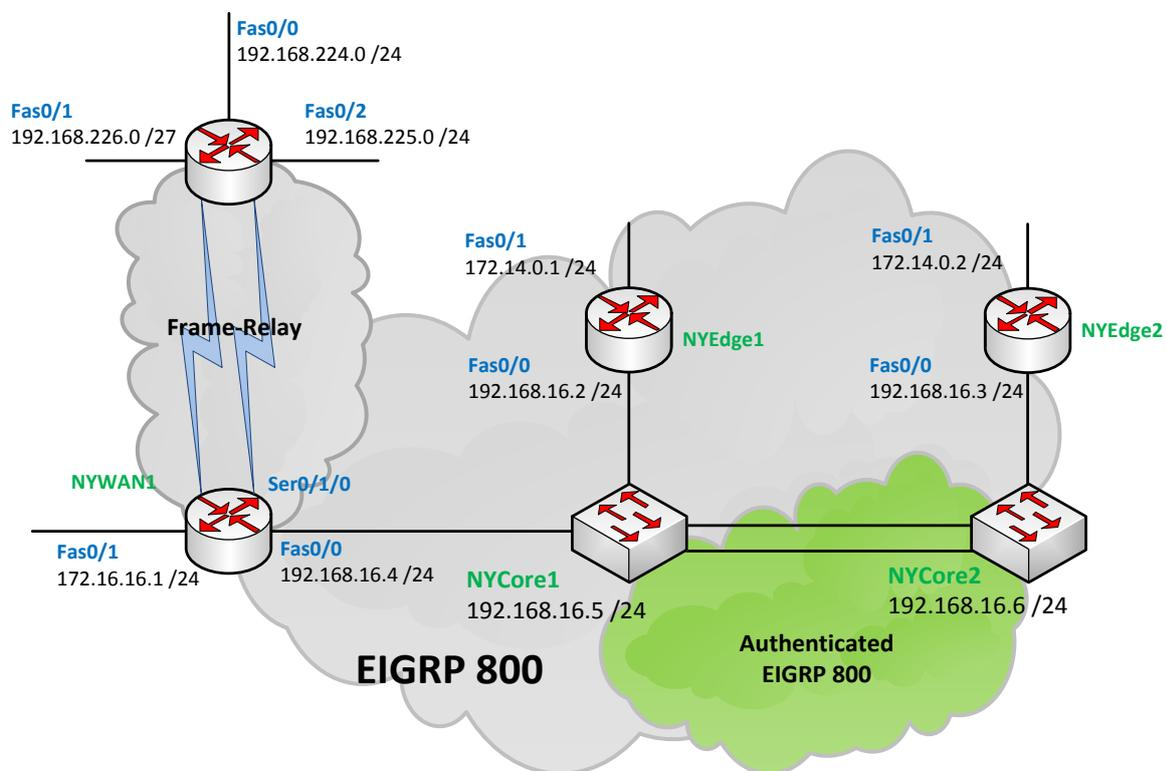 Fas0/0
192.168.224.0 /24
Fas0/1
192.168.226.0 /27
Fas0/2
192.168.225.0 /24
Frame-Relay
Fas0/1
172.14.0.1 /24
Fas0/1
172.14.0.2 /24
NYEdge1
NYEdge2
Fas0/0
192.168.16.2 /24
Fas0/0
192.168.16.3 /24
NYWAN1
Ser0/1/0
Fas0/1
172.16.16.1 /24
Fas0/0
192.168.16.4 /24
NYCore1
192.168.16.5 /24
NYCore2
192.168.16.6 /24
EIGRP 800
Authenticated
EIGRP 800